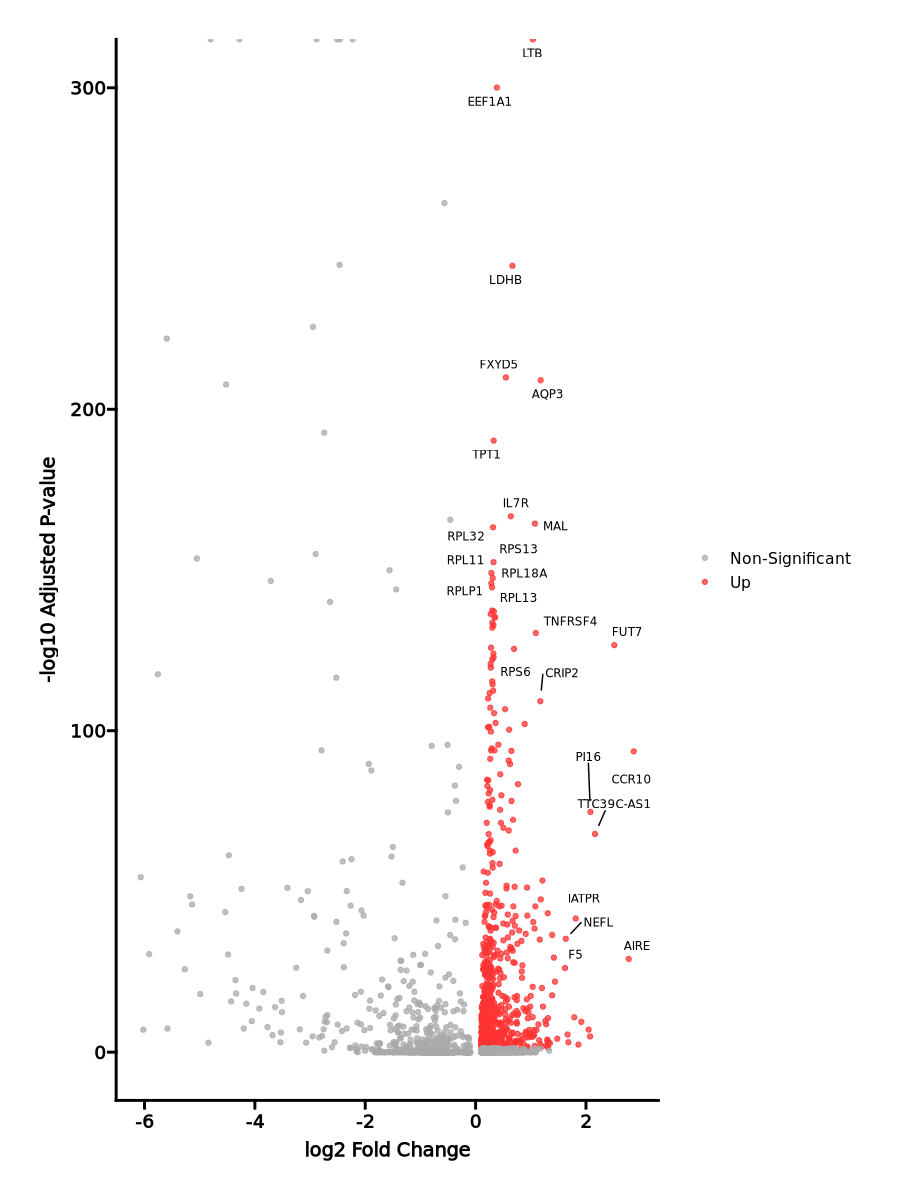 LTB
300
EEF1A1
LDHB
FXYD5
AQP3
200
TPT1
IL7R
MAL
RPL32
RPS13
RPL11
RPL18A
RPLP1
RPL13
TNFRSF4
FUT7
RPS6
CRIP2
100
PI16
CCR10
TTC39C-AS1
IATPR
NEFL
AIRE
F5
0
-6
-4
-2
0
2
log2 Fold Change
-log10 Adjusted P-value
Non-Significant
Up